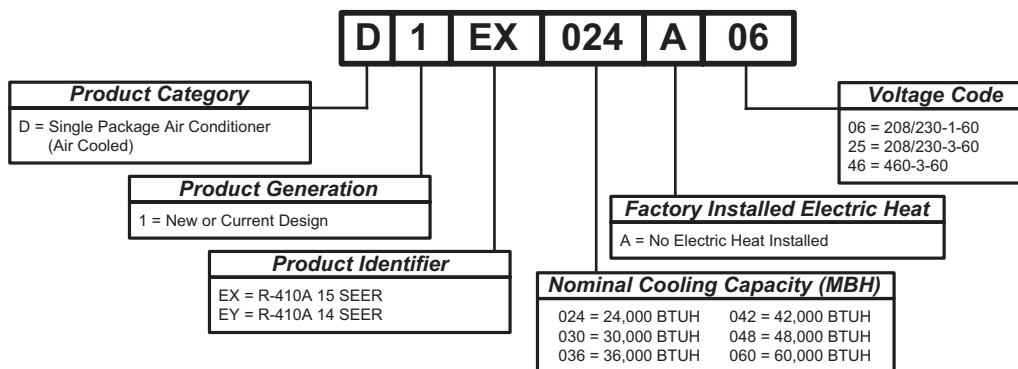 D 1 EX 024 A 06
Product Category
D = Single Package Air Conditioner
(Air Cooled)
Voltage Code
06 = 208/230-1-60
25 = 208/230-3-60
46 = 460-3-60
Product Generation
1 = New or Current Design
Factory Installed Electric Heat
A = No Electric Heat Installed
Product Identifier
EX = R-410A 15 SEER
EY = R-410A 14 SEER
Nominal Cooling Capacity (MBH)
024 = 24,000 BTUH 042 = 42,000 BTUH
030 = 30,000 BTUH 048 = 48,000 BTUH
036 = 36,000 BTUH 060 = 60,000 BTUH